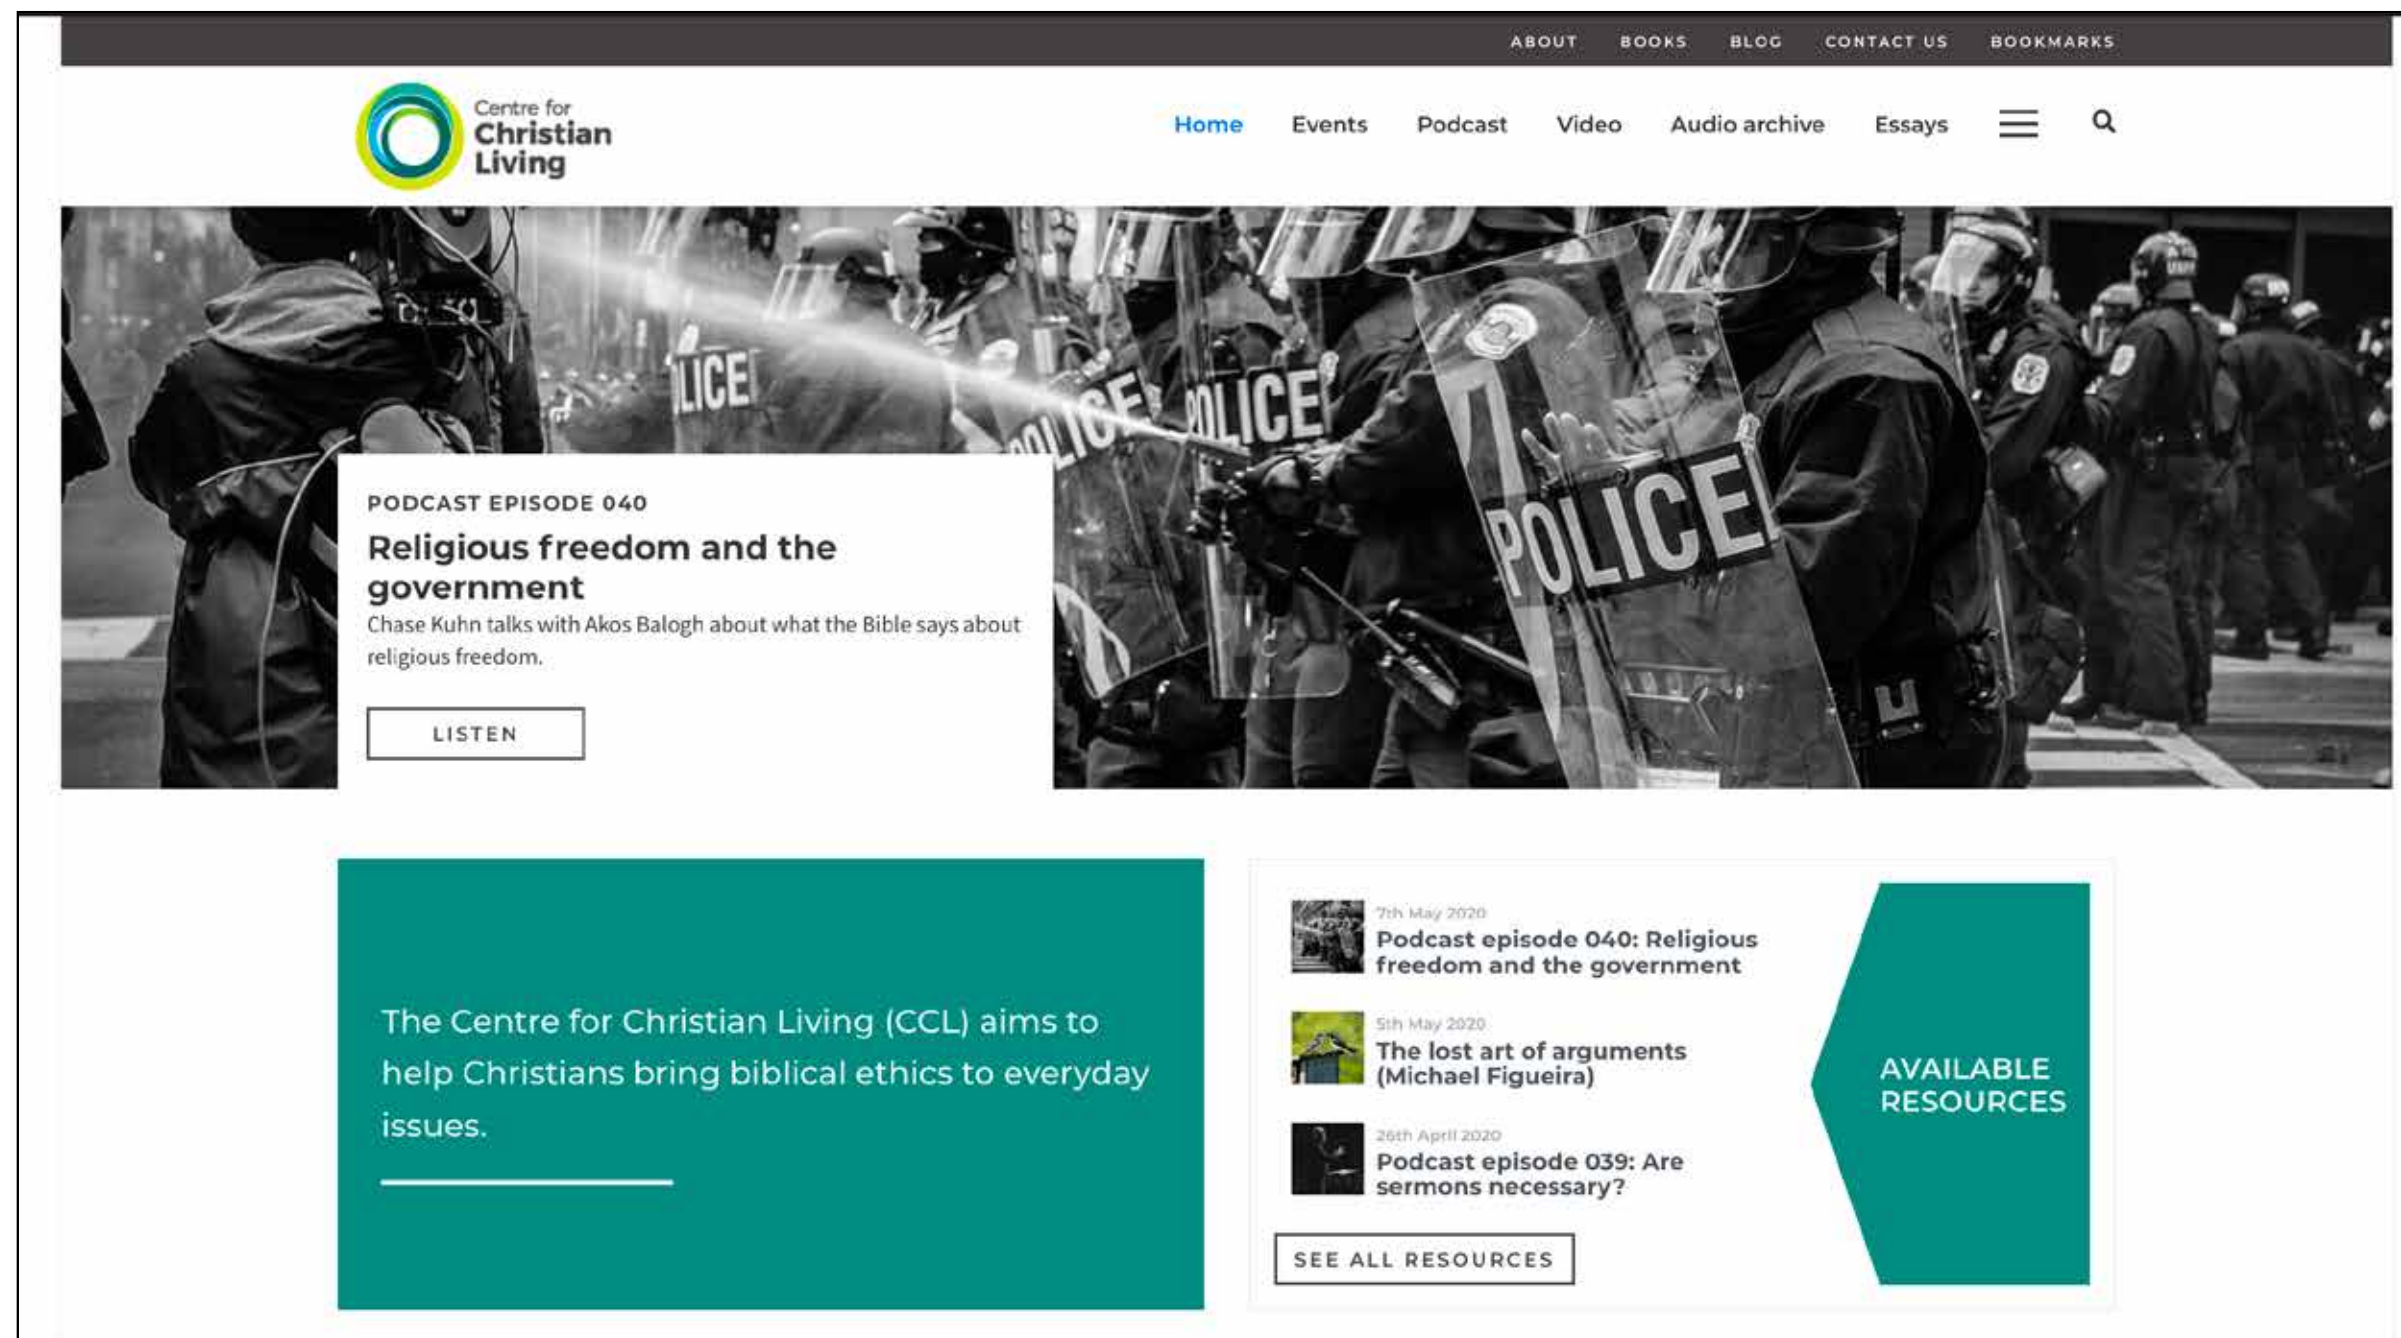 ABOUT BOOKS BLOG CONTACT US BOOKMARKS
Centre for
Christian
Living
Home Events Podcast Video Audio archive Essays
LICE
POLICE
POLICE
POLICE
PODCAST EPISODE 040
Religious freedom and the
government
Chase Kuhn talks with Akos Balogh about what the Bible says about
religious freedom.
LISTEN
The Centre for Christian Living (CCL) aims to
help Christians bring biblical ethics to everyday
issues.
7th May 2020
Podcast episode 040: Religious
freedom and the government
5th May 2020
The lost art of arguments
(Michael Figueira)
26th April 2020
Podcast episode 039: Are
sermons necessary?
SEE ALL RESOURCES
AVAILABLE
RESOURCES